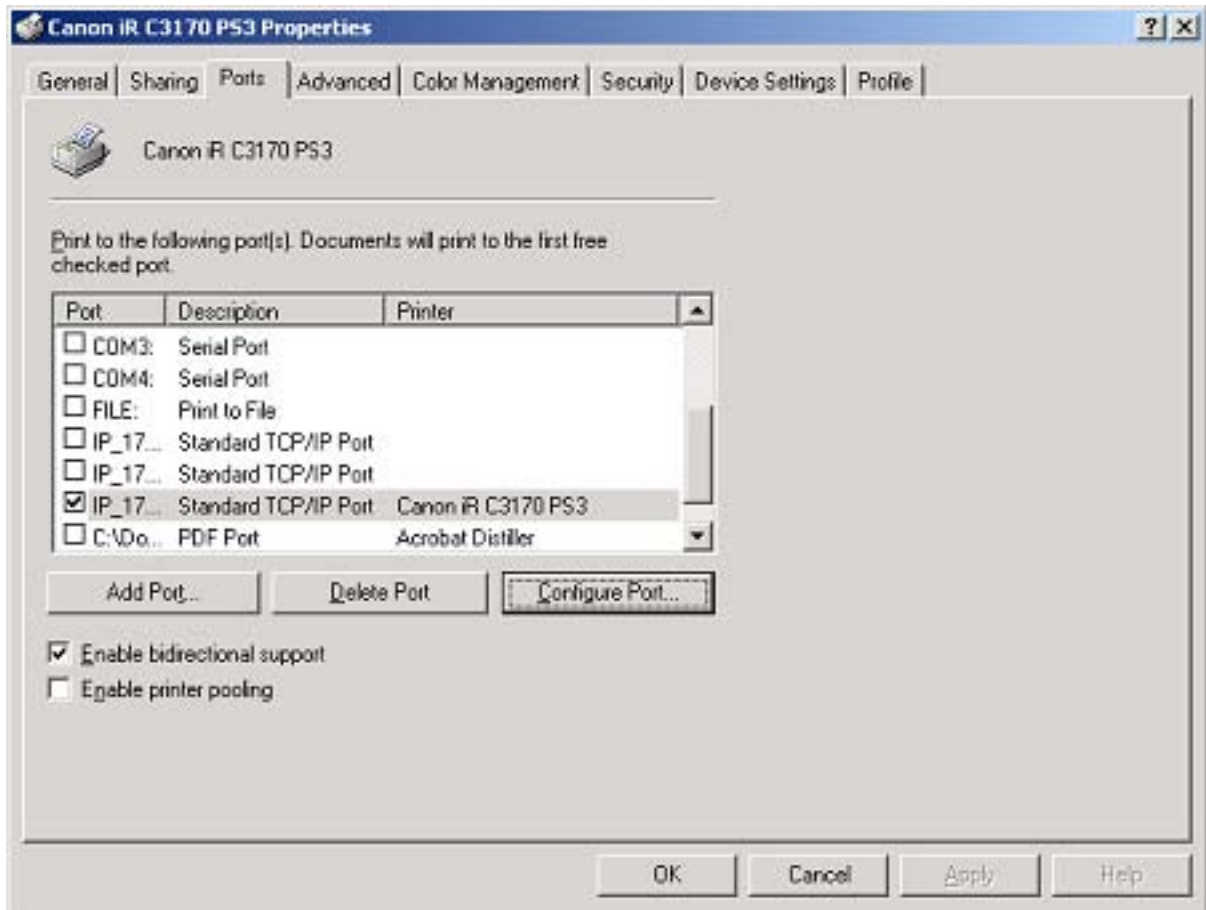 Canon iR C3170 PS3 Properties
General Sharing Ports Advanced Color Management Security Device Settings Profile
Canon iR C3170 PS3
Print to the following port(s). Documents will print to the first free
checked port.
Port Description Printer
COM3: Serial Port
COM4: Serial Port
FILE: Print to File
IP_17... Standard TCP/IP Port
IP_17... Standard TCP/IP Port
IP_17... Standard TCP/IP Port Canon iR C3170 PS3
C:\Do... PDF Port Acrobat Distiller
Add Port... Delete Port Configure Port...
Enable bidirectional support
Enable printer pooling
OK Cancel Apply Help